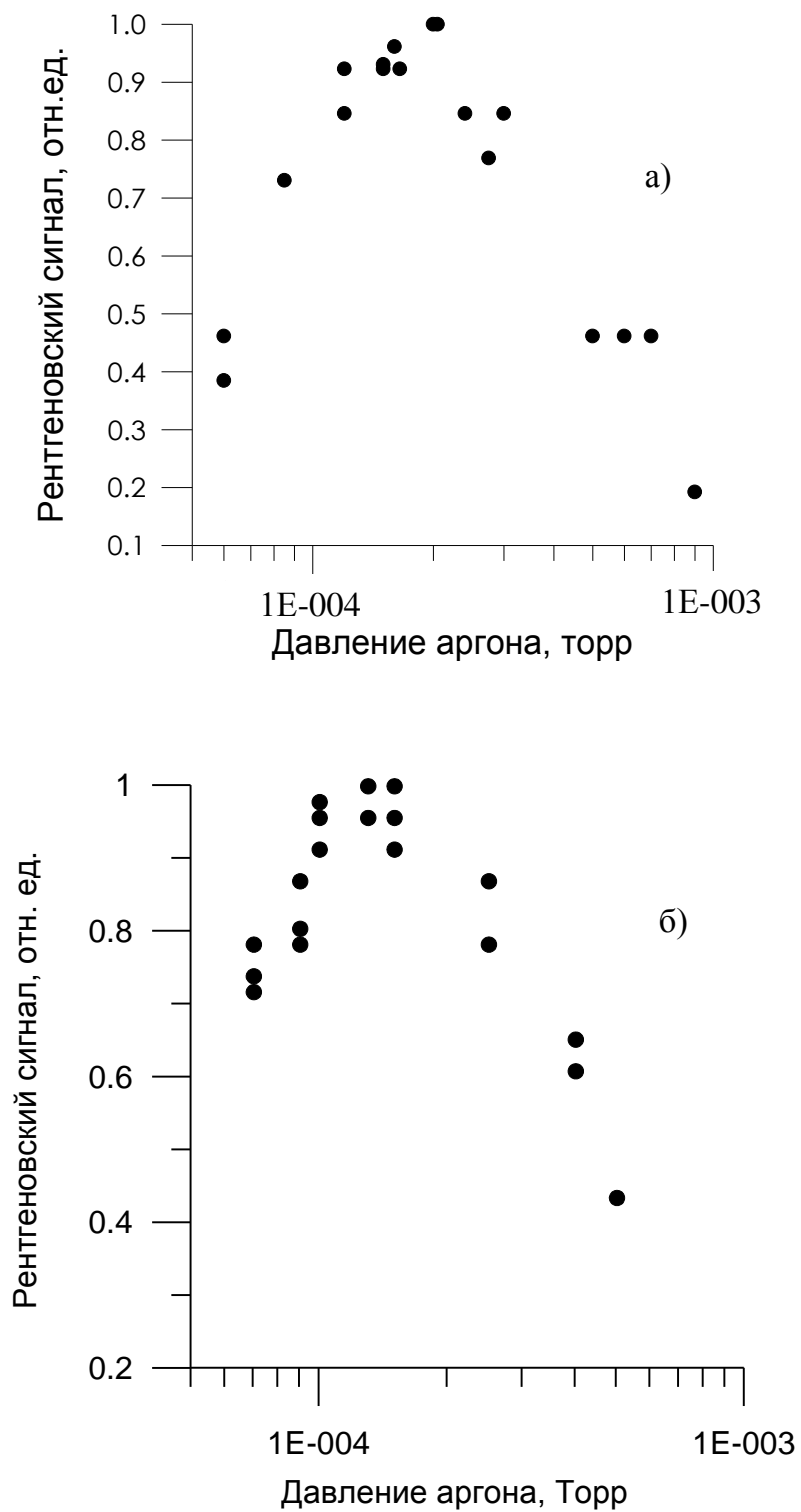 Рентгеновский сигнал, отн.ед.
1.0
0.9
0.8
0.7
0.6
0.5
0.4
0.3
0.2
0.1
а)
1E-004
1E-003
Давление аргона, торр
Рентгеновский сигнал, отн. ед.
1
0.8
0.6
0.4
0.2
б)
1E-004
1E-003
Давление аргона, Торр